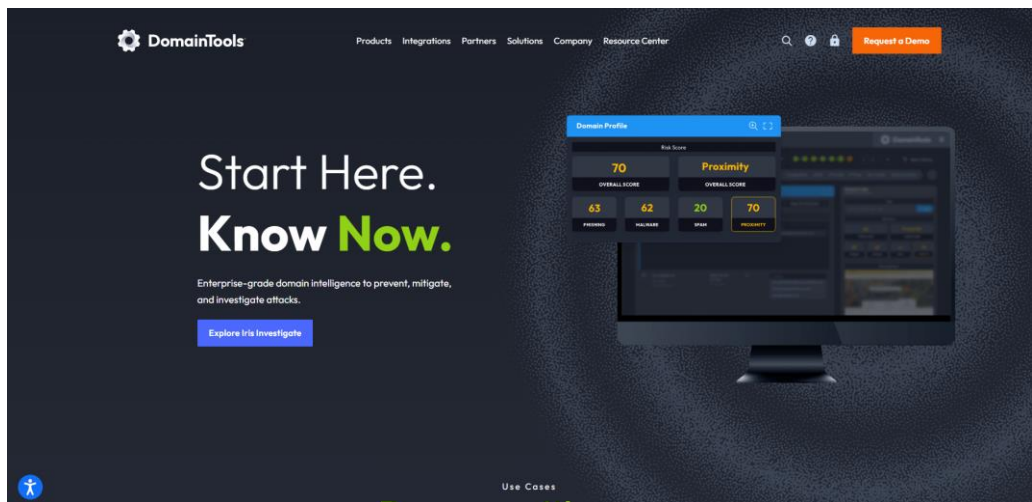 DomainTools
Products Integrations Partners Solutions Company Resource Center
Request a Demo
Start Here.
Know Now.
Enterprise-grade domain intelligence to prevent, mitigate,
and investigate attacks.
Explore Iris Investigate
Domain Profile
Risk Score
70 Proximity
OVERALL SCORE OVERALL SCORE
63 62 20 70
PHISHING MALWARE SPAM PROXIMITY
DomainTools
Use Cases